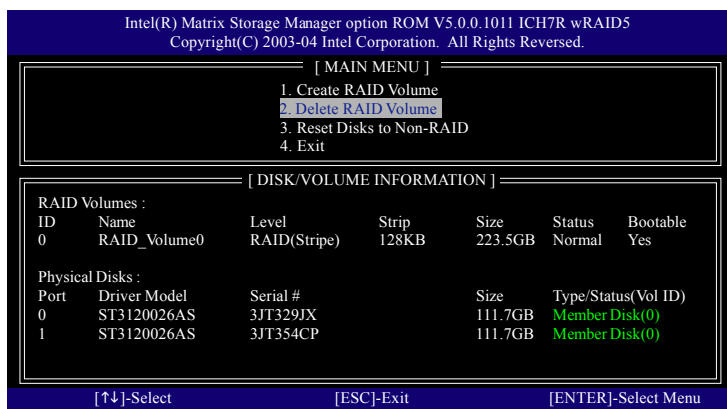 Intel(R) Matrix Storage Manager option ROM V5.0.0.1011 ICH7R wRAID5
Copyright(C) 2003-04 Intel Corporation. All Rights Reversed.
[ MAIN MENU ]
1. Create RAID Volume
2. Delete RAID Volume
3. Reset Disks to Non-RAID
4. Exit
[ DISK/VOLUME INFORMATION ]
RAID Volumes :
ID Name Level Strip Size Status Bootable
0 RAID_Volume0 RAID(Stripe) 128KB 223.5GB Normal Yes
Physical Disks :
Port Driver Model Serial # Size Type/Status(Vol ID)
0 ST3120026AS 3JT329JX 111.7GB Member Disk(0)
1 ST3120026AS 3JT354CP 111.7GB Member Disk(0)
[↑↓]-Select [ESC]-Exit [ENTER]-Select Menu